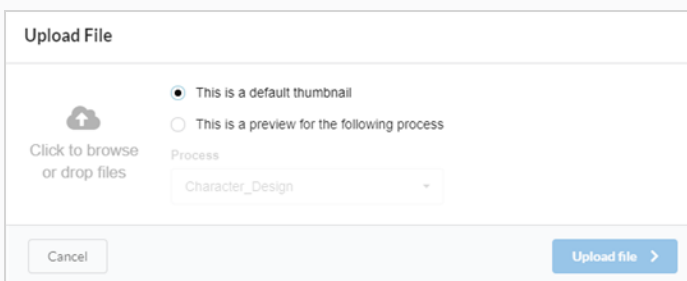 Upload File
This is a default thumbnail
This is a preview for the following process
Click to browse
or drop files
Process
Character_Design
Cancel
Upload file